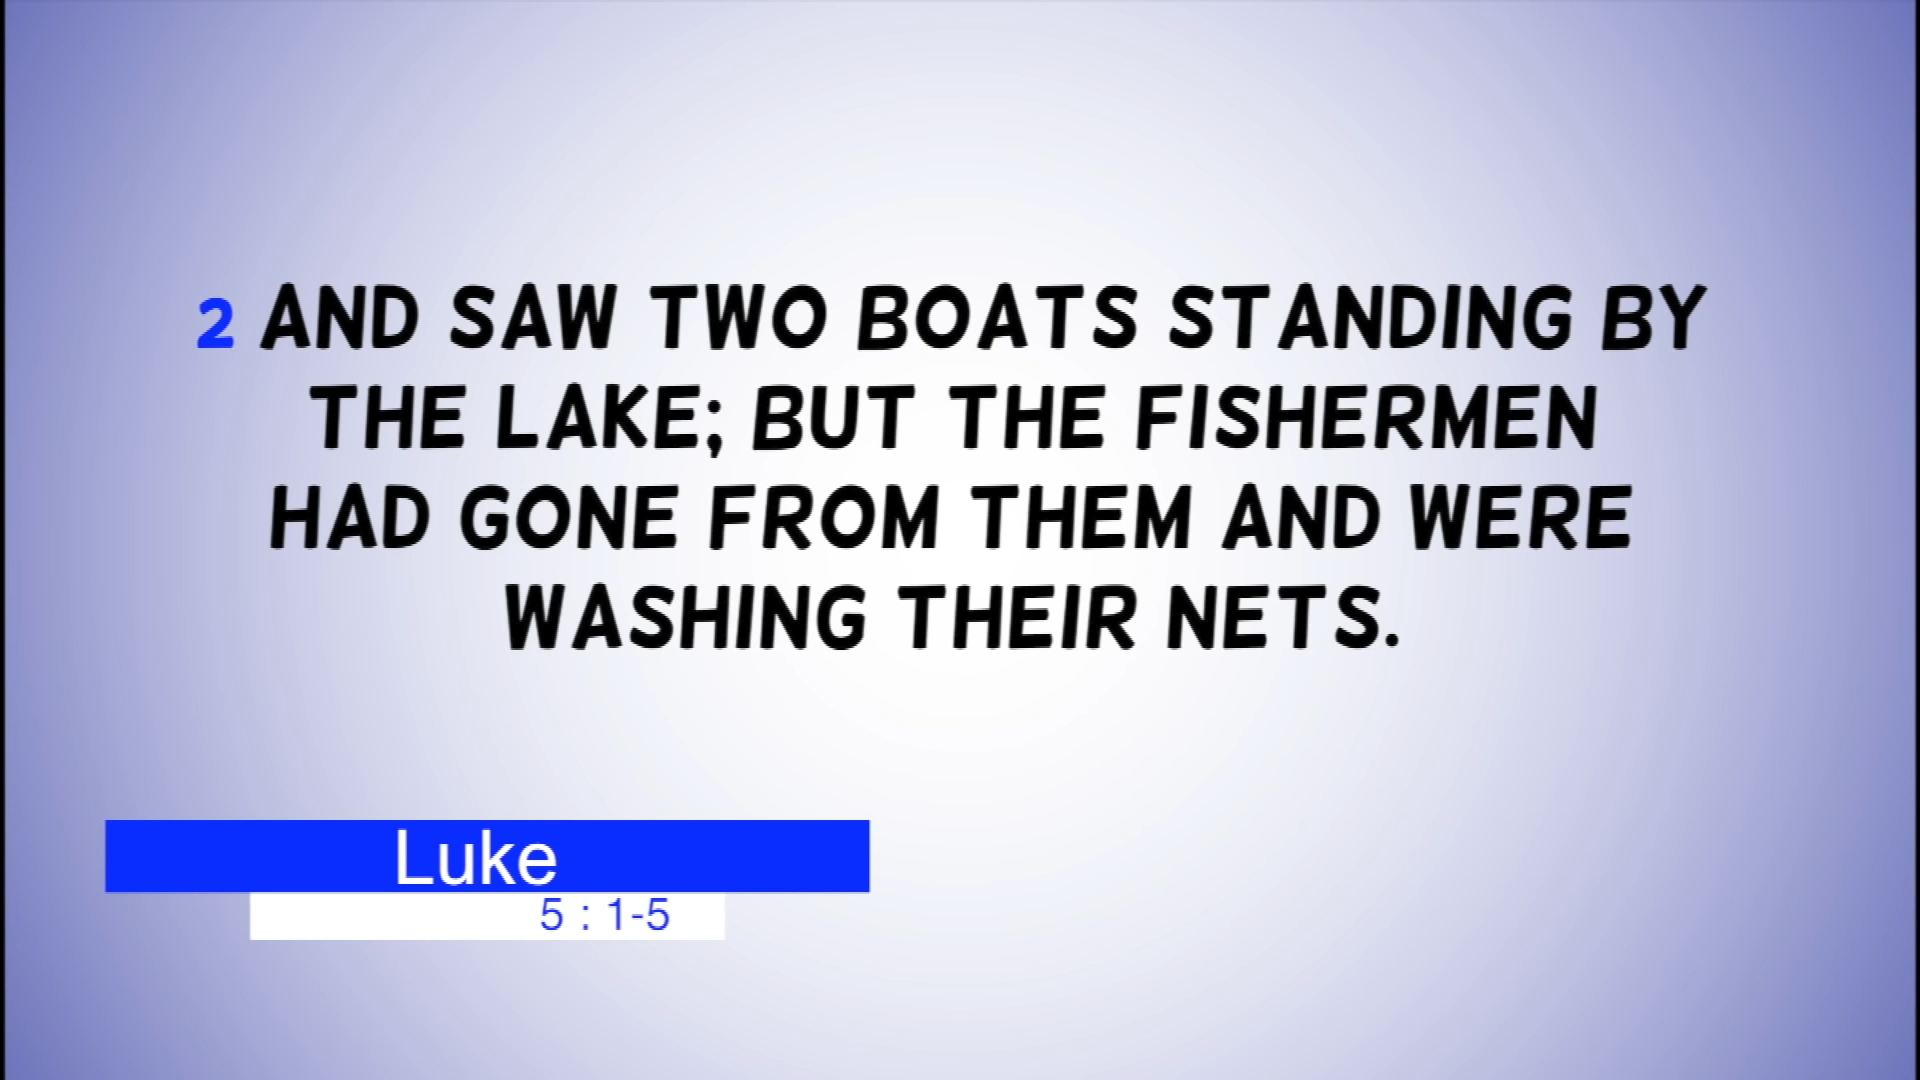 2 AND SAW TWO BOATS STANDING BY
THE LAKE; BUT THE FISHERMEN
HAD GONE FROM THEM AND WERE
WASHING THEIR NETS.
Luke
5 : 1-5